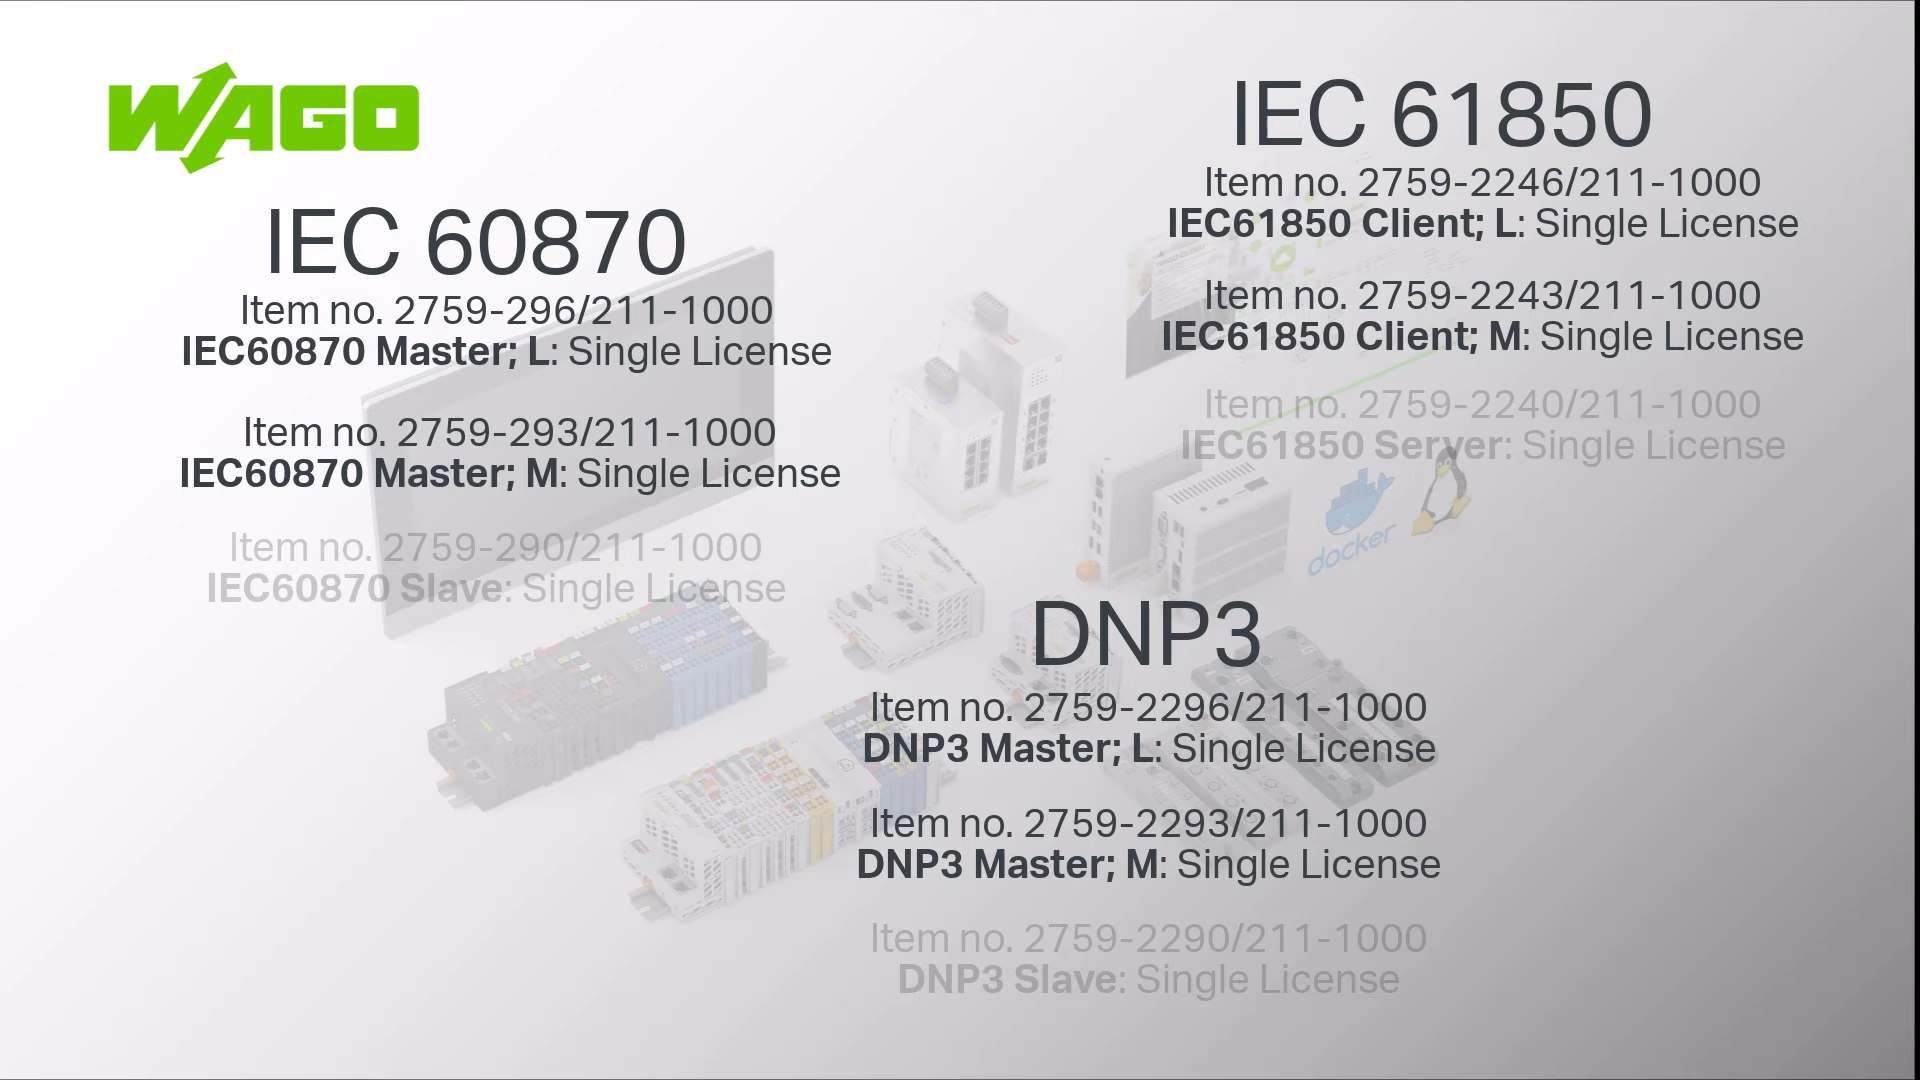 WAGO
IEC 60870
Item no. 2759-296/211-1000
IEC60870 Master; L: Single License
Item no. 2759-293/211-1000
IEC60870 Master; M: Single License
Item no. 2759-290/211-1000
IEC60870 Slave: Single License
IEC 61850
Item no. 2759-2246/211-1000
IEC61850 Client; L: Single License
Item no. 2759-2243/211-1000
IEC61850 Client; M: Single License
Item no. 2759-2240/211-1000
IEC61850 Server: Single License
docker
DNP3
Item no. 2759-2296/211-1000
DNP3 Master; L: Single License
Item no. 2759-2293/211-1000
DNP3 Master; M: Single License
Item no. 2759-2290/211-1000
DNP3 Slave: Single License